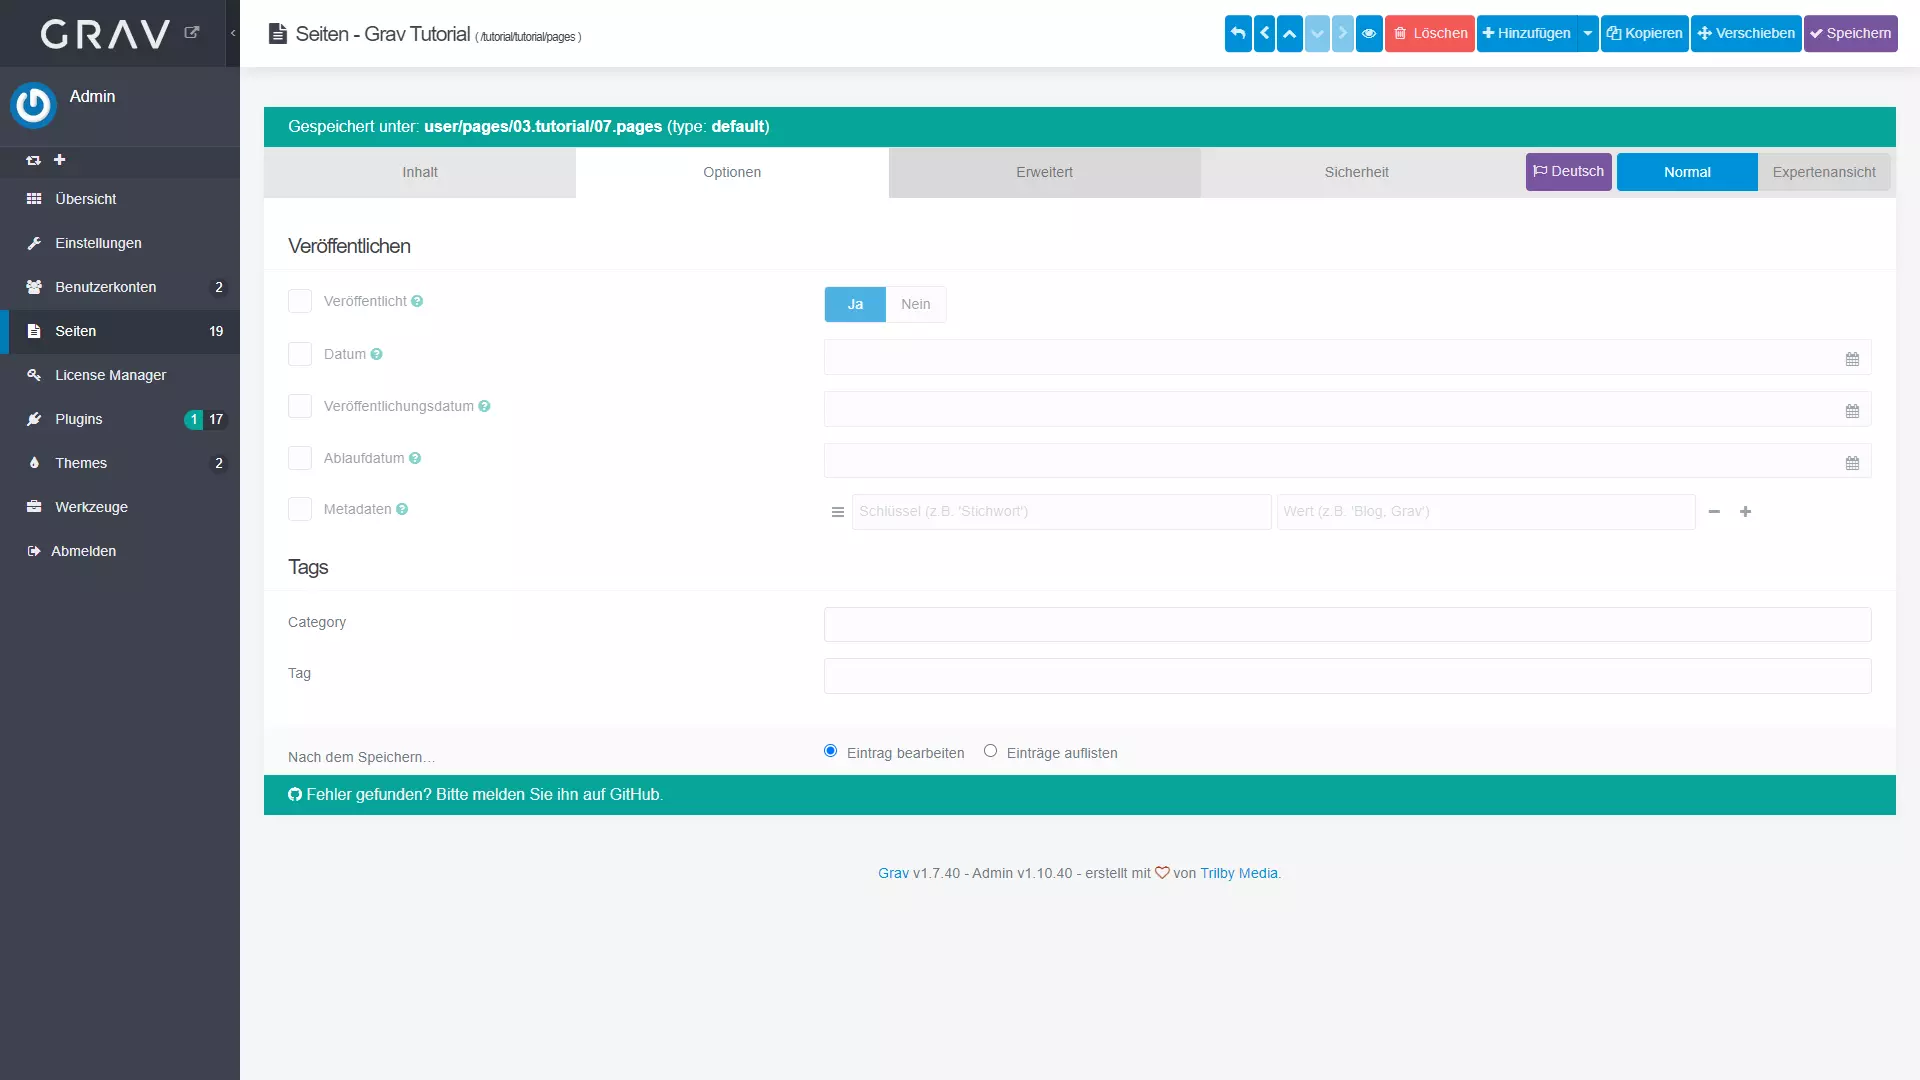 GRAV
Seiten - Grav Tutorial ( /tutorial/tutorial/pages )
Löschen
Hinzufügen
Kopieren
Verschieben
Speichern
Admin
Übersicht
Einstellungen
Benutzerkonten 2
Seiten 19
License Manager
Plugins 1 17
Themes 2
Werkzeuge
Abmelden
Gespeichert unter: user/pages/03.tutorial/07.pages (type: default)
Inhalt
Optionen
Erweitert
Sicherheit
Deutsch
Normal
Expertenansicht
Veröffentlichen
Veröffentlicht
Ja
Nein
Datum
Veröffentlichungsdatum
Ablaufdatum
Metadaten
Schlüssel (z.B. 'Stichwort')
Wert (z.B. 'Blog, Grav')
Tags
Category
Tag
Nach dem Speichern…
Eintrag bearbeiten
Einträge auflisten
Fehler gefunden? Bitte melden Sie ihn auf GitHub.
Grav v1.7.40 - Admin v1.10.40 - erstellt mit von Trilby Media.